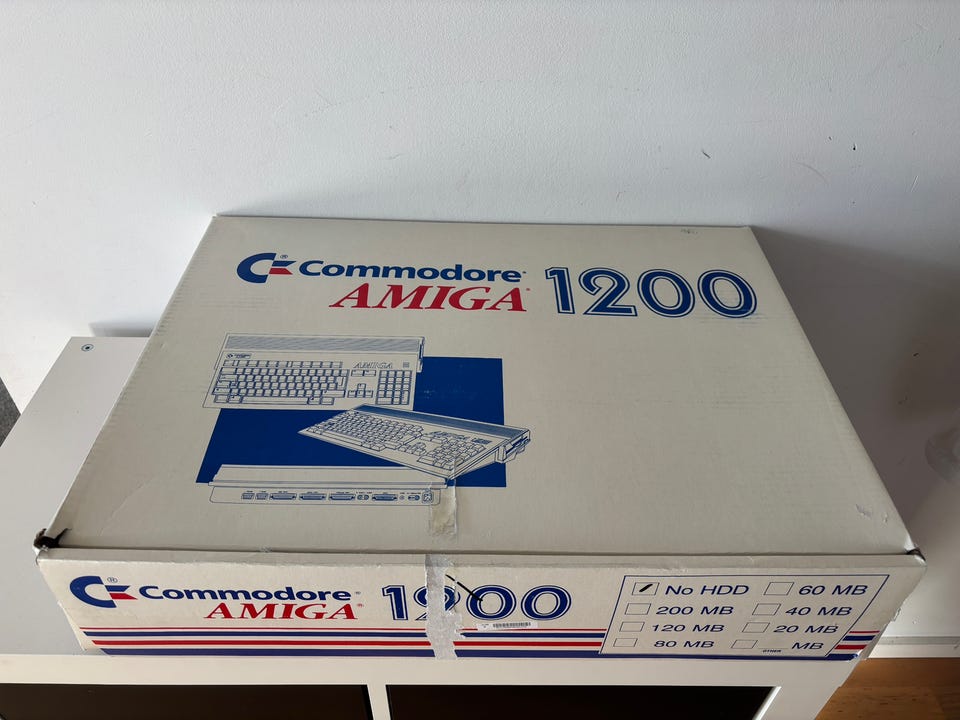 Commodore
AMIGA 1200
AMIGA
Commodore
AMIGA 1200
No HDD 60 MB
200 MB 40 MB
120 MB 20 MB
80 MB MB
OTHER